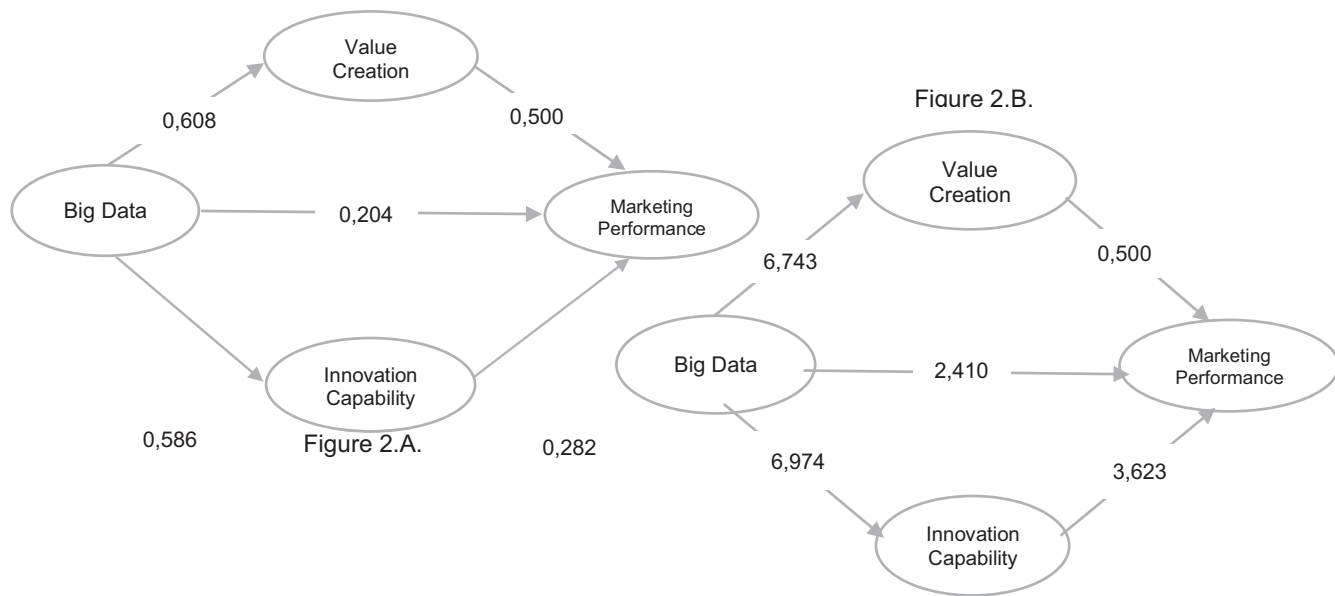 Value
Creation
0,608
0,500
Big Data
0,204
Marketing
Performance
Innovation
Capability
0,586
0,282
Figure 2.A.
Figure 2.B.
Value
Creation
6,743
0,500
Big Data
2,410
Marketing
Performance
6,974
3,623
Innovation
Capability